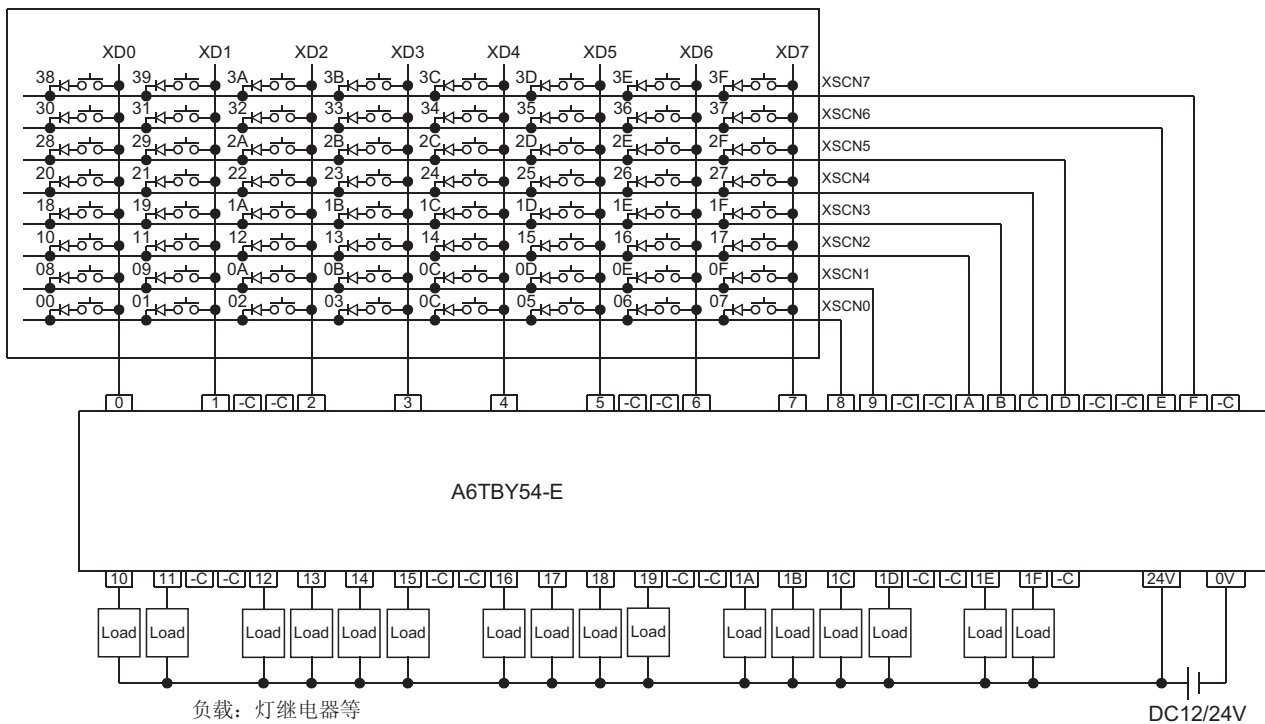 XD0 XD1 XD2 XD3 XD4 XD5 XD6 XD7
38 39 3A 3B 3C 3D 3E 3F XSCN7
30 31 32 33 34 35 36 37 XSCN6
28 29 2A 2B 2C 2D 2E 2F XSCN5
20 21 22 23 24 25 26 27 XSCN4
18 19 1A 1B 1C 1D 1E 1F XSCN3
10 11 12 13 14 15 16 17 XSCN2
08 09 0A 0B 0C 0D 0E 0F XSCN1
00 01 02 03 0C 05 06 07 XSCN0
0 1 -C -C 2 3 4 5 -C -C 6 7 8 9 -C -C A B C D -C -C E F -C
A6TBY54-E
10 11 -C -C 12 13 14 15 -C -C 16 17 18 19 -C -C 1A 1B 1C 1D -C -C 1E 1F -C 24V 0V
Load Load Load Load Load Load Load Load Load Load Load Load Load Load Load Load
负载：灯继电器等
DC12/24V